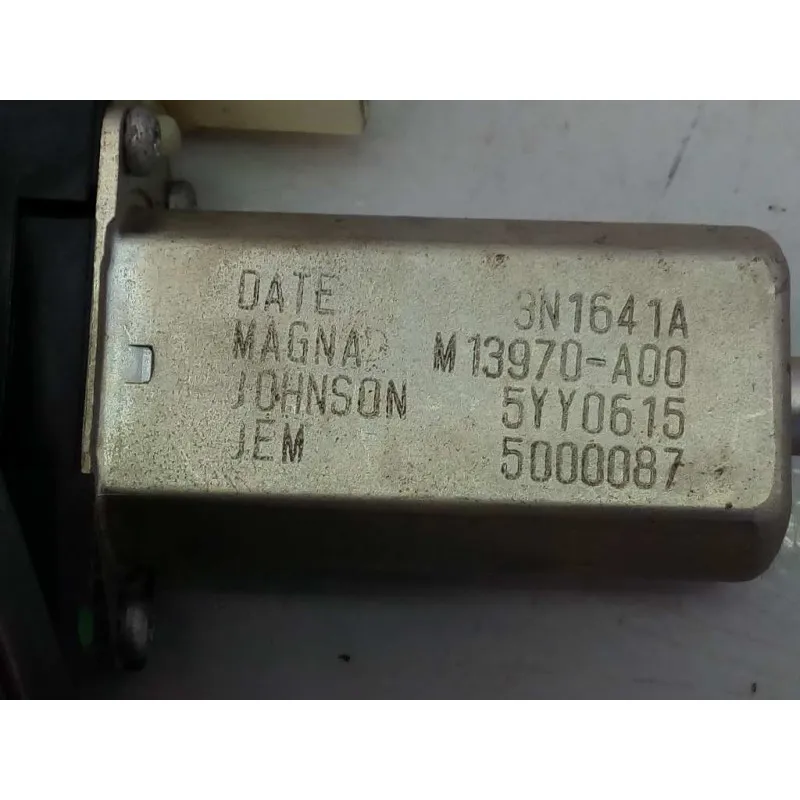 DATE 3N1641A
MAGNA M13970-A00
JOHNSON 5YY0615
JEM 5000087